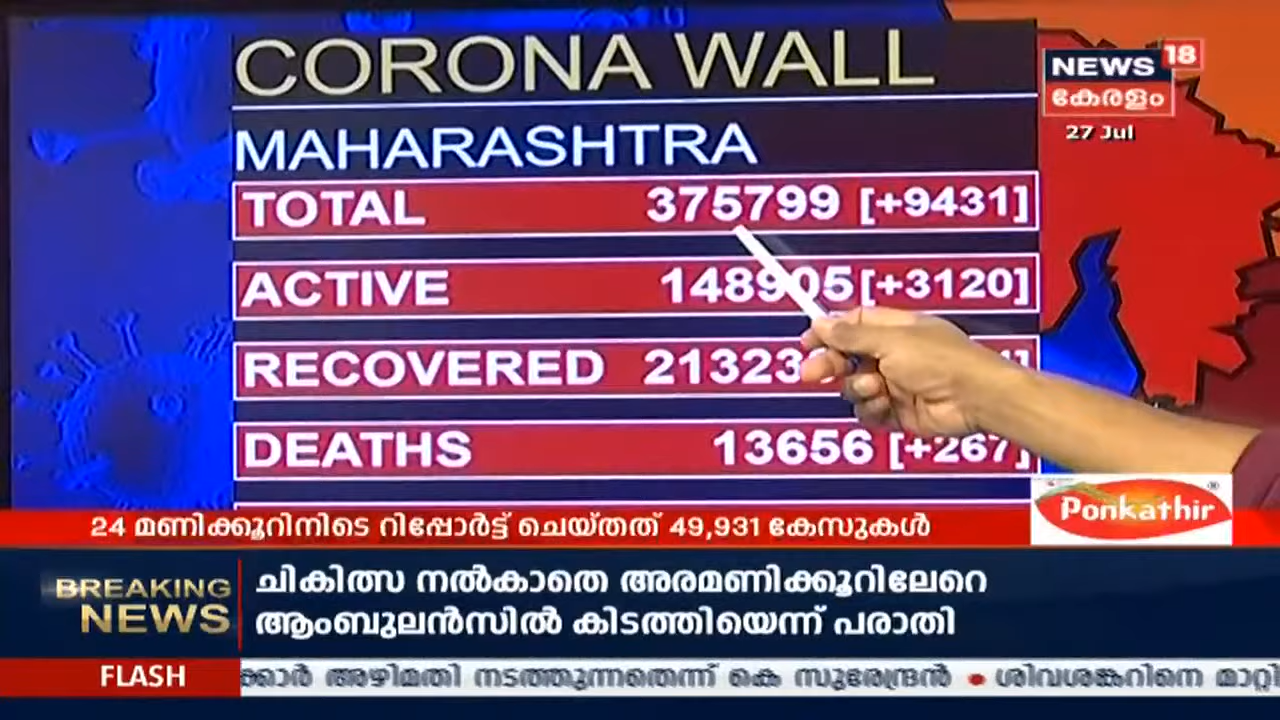 CORONA WALL
MAHARASHTRA
TOTAL 375799 [+9431]
ACTIVE 148905 [+3120]
RECOVERED
DEATHS 13656 [+267]
NEWS 18
കേരളം
27 Jul
24 മണിക്കൂറിനിടെ റിപ്പോർട്ട് ചെയ്തത് 49,931 കേസുകൾ
Ponkathir
BREAKING NEWS
ചികിത്സ നൽകാതെ അരമണിക്കൂറിലേറെ
ആംബുലൻസിൽ കിടത്തിയെന്ന് പരാതി
FLASH
അഴിമതി നടത്തുന്നതെന്ന് കെ സുരേന്ദ്രൻ • ശിവശങ്കറിനെ